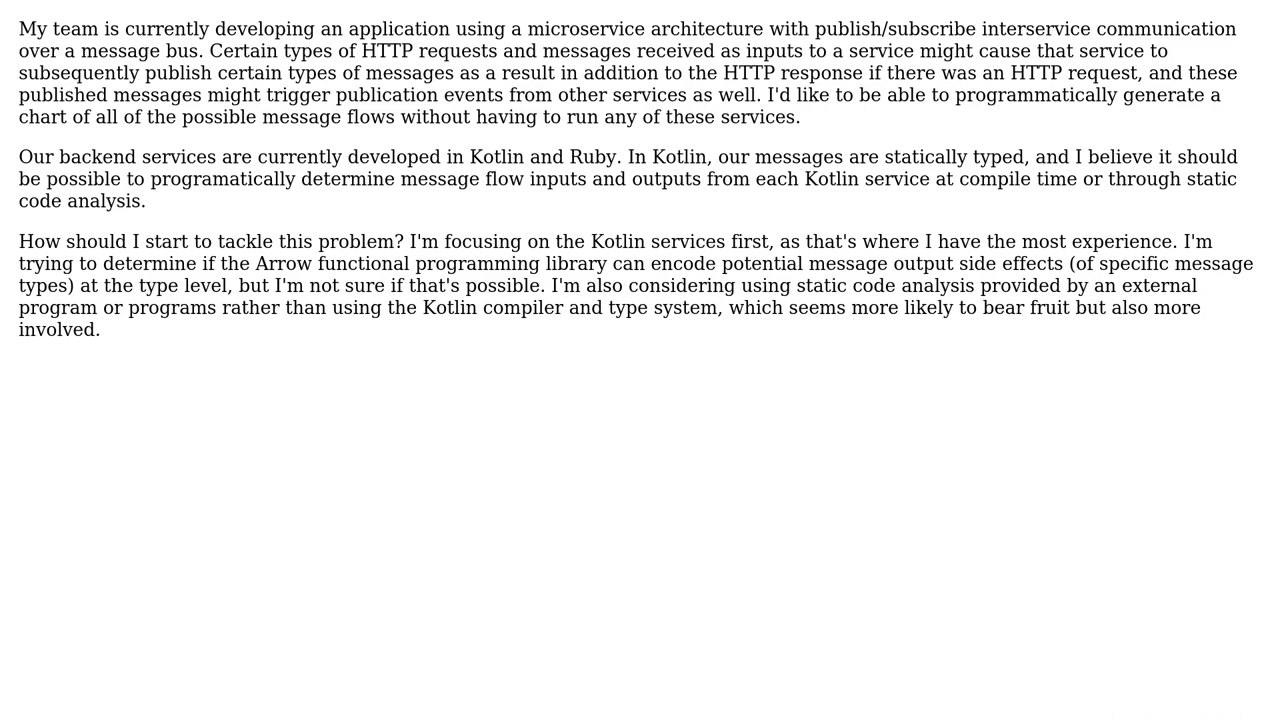 My team is currently developing an application using a microservice architecture with publish/subscribe interservice communication
over a message bus. Certain types of HTTP requests and messages received as inputs to a service might cause that service to
subsequently publish certain types of messages as a result in addition to the HTTP response if there was an HTTP request, and these
published messages might trigger publication events from other services as well. I'd like to be able to programmatically generate a
chart of all of the possible message flows without having to run any of these services.
Our backend services are currently developed in Kotlin and Ruby. In Kotlin, our messages are statically typed, and I believe it should
be possible to programatically determine message flow inputs and outputs from each Kotlin service at compile time or through static
code analysis.
How should I start to tackle this problem? I'm focusing on the Kotlin services first, as that's where I have the most experience. I'm
trying to determine if the Arrow functional programming library can encode potential message output side effects (of specific message
types) at the type level, but I'm not sure if that's possible. I'm also considering using static code analysis provided by an external
program or programs rather than using the Kotlin compiler and type system, which seems more likely to bear fruit but also more
involved.